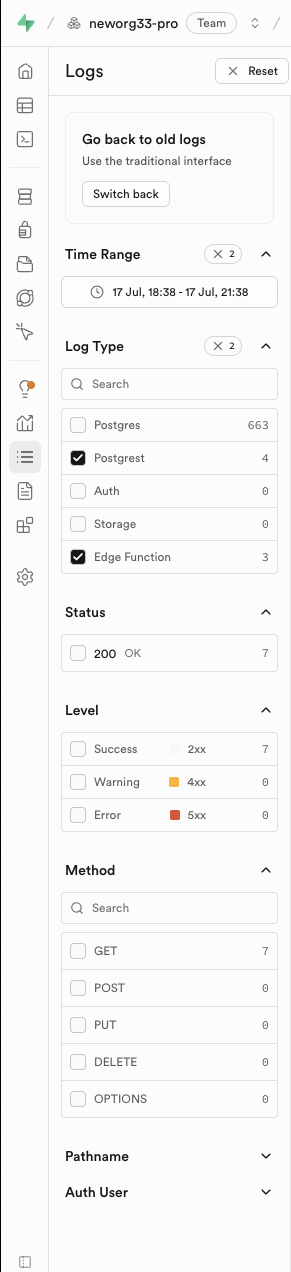 / neworg33-pro Team /
Logs Reset
Go back to old logs
Use the traditional interface
Switch back
Time Range 2
17 Jul, 18:38 - 17 Jul, 21:38
Log Type 2
Search
Postgres 663
Postgrest 4
Auth 0
Storage 0
Edge Function 3
Status
200 OK 7
Level
Success 2xx 7
Warning 4xx 0
Error 5xx 0
Method
Search
GET 7
POST 0
PUT 0
DELETE 0
OPTIONS 0
Pathname
Auth User